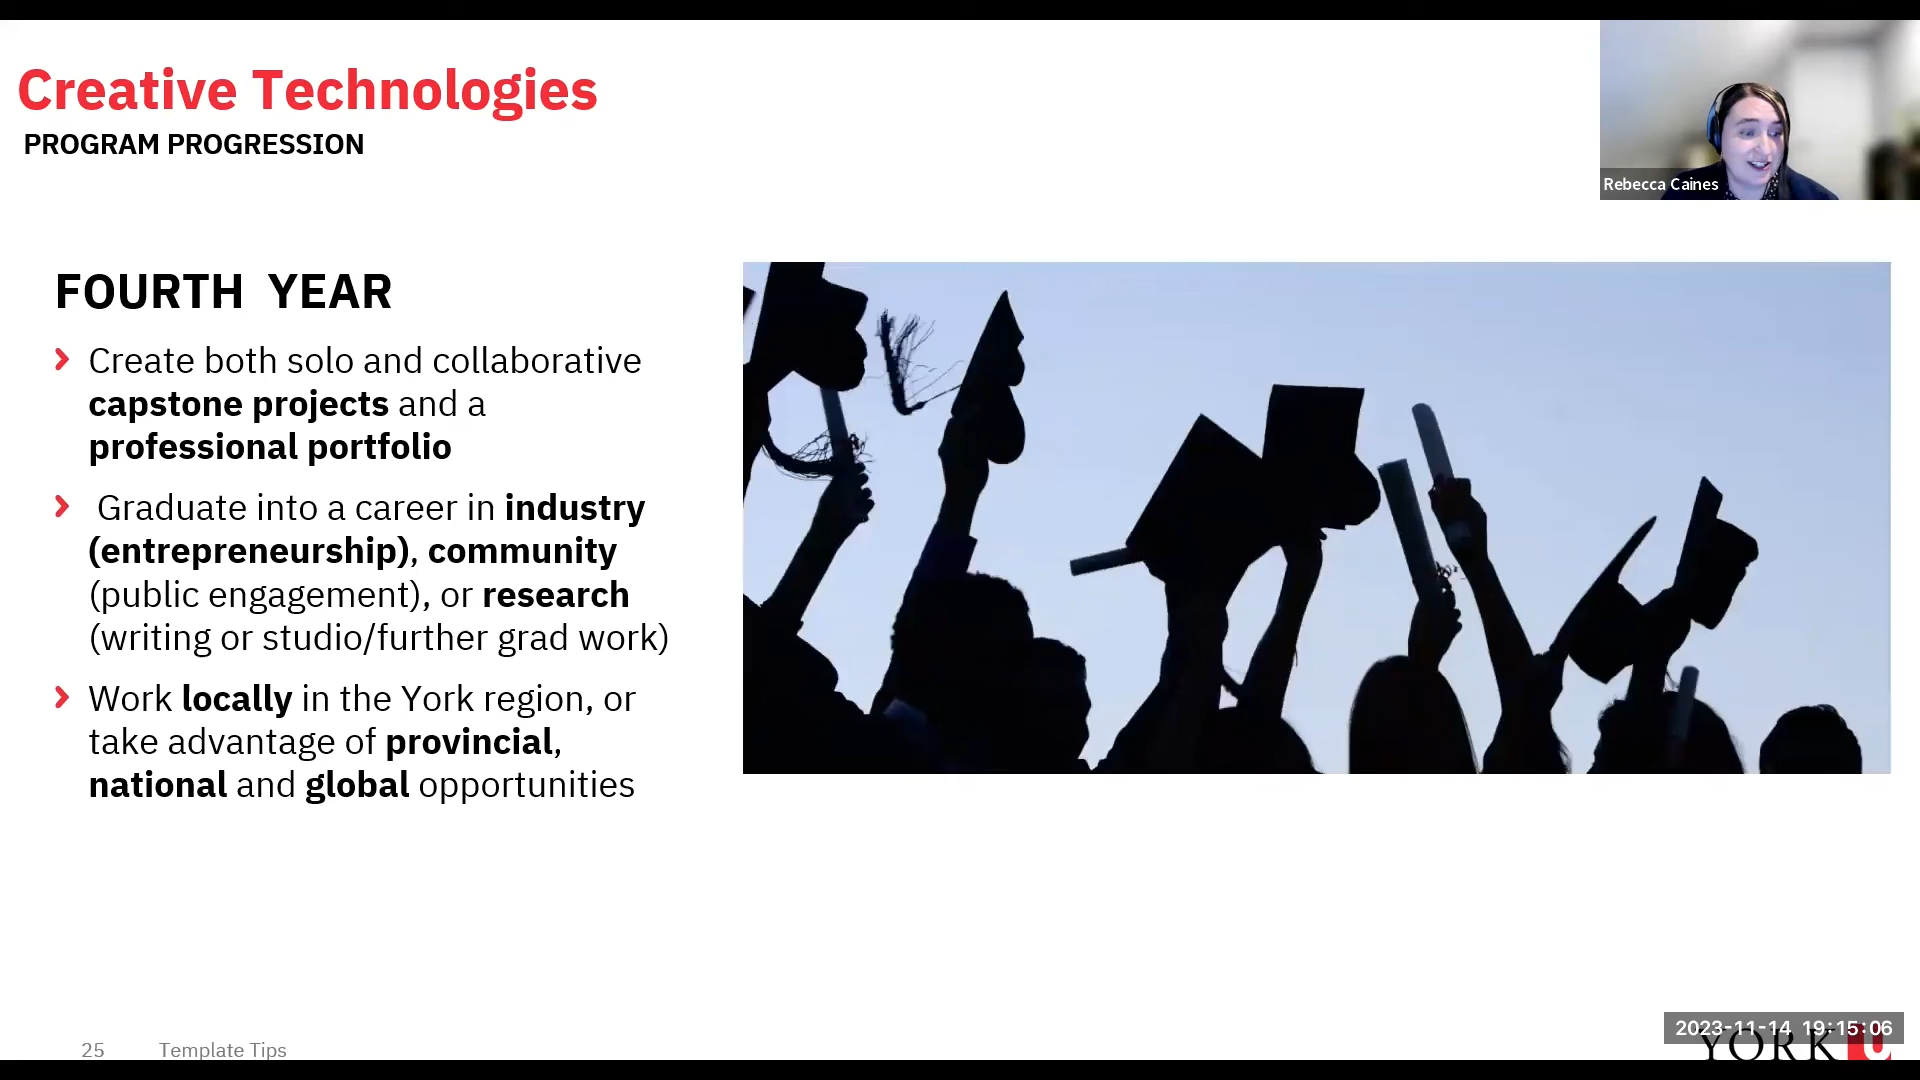 Creative Technologies
PROGRAM PROGRESSION
Rebecca Caines
FOURTH YEAR
Create both solo and collaborative
capstone projects and a
professional portfolio
Graduate into a career in industry
(entrepreneurship), community
(public engagement), or research
(writing or studio/further grad work)
Work locally in the York region, or
take advantage of provincial,
national and global opportunities
2023-11-14 19:15:06
25 Template Tips
YORK U